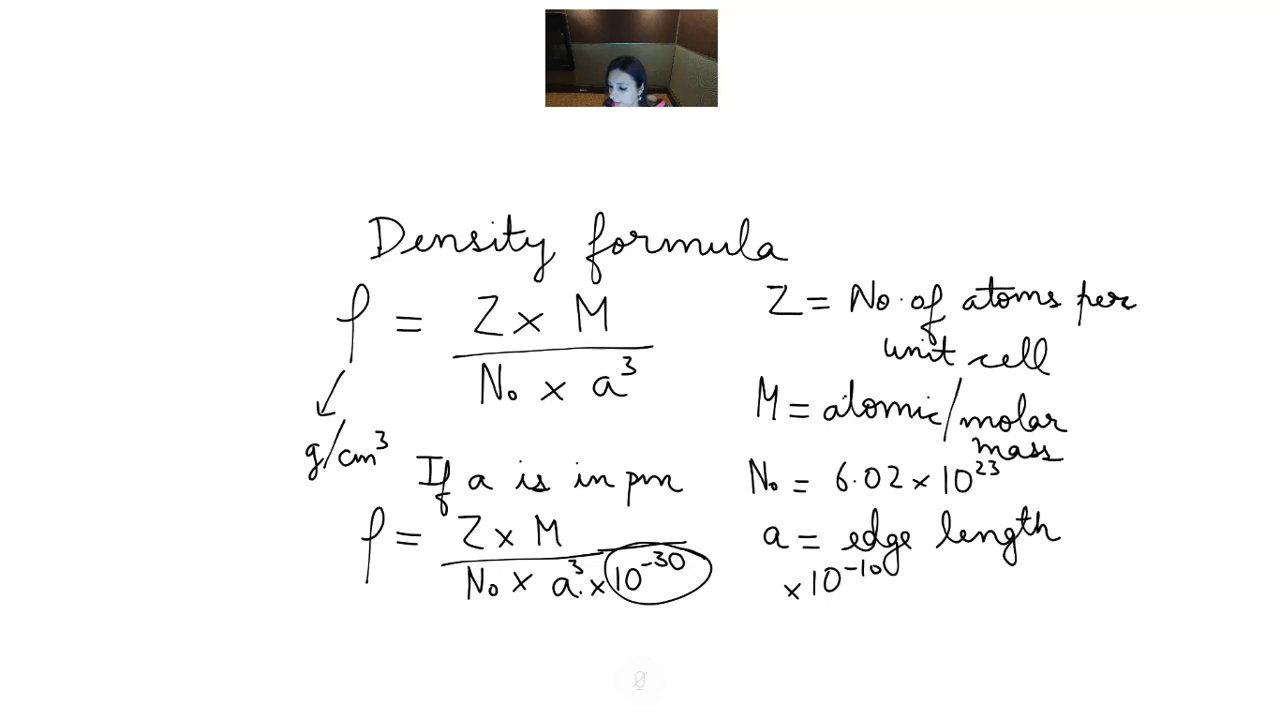 Density formula
ρ = Z × M / N₀ × a³
g/cm³
If a is in pm
ρ = Z × M / N₀ × a³ × 10⁻³⁰
Z = No. of atoms per
unit cell
M = atomic/molar
mass
N₀ = 6.02 × 10²³
a = edge length
× 10⁻¹⁰